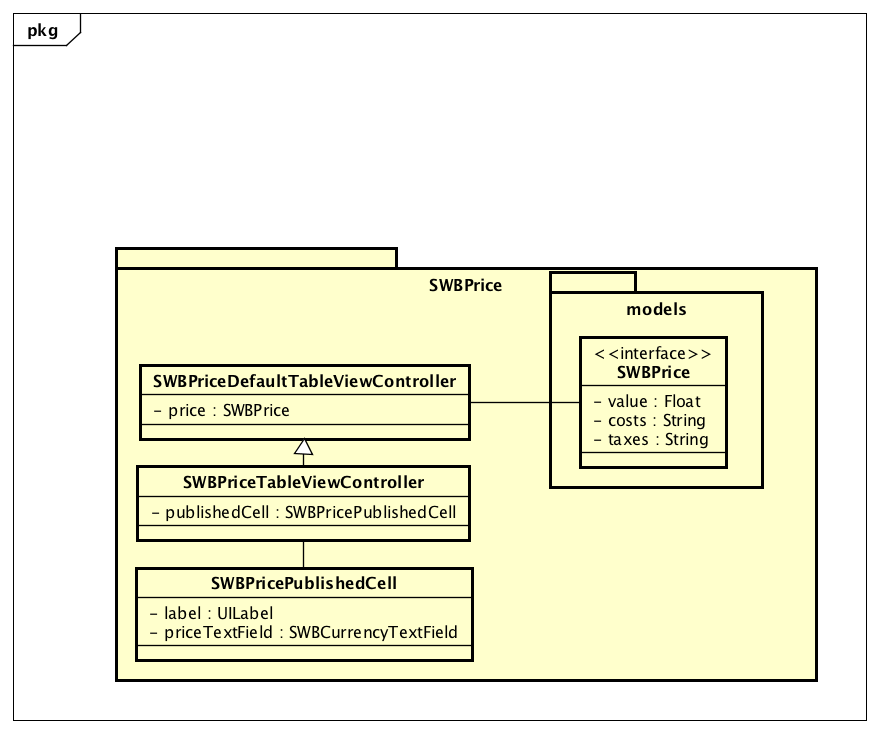 pkg
SWBPrice
models
<<interface>>
SWBPrice
- value : Float
- costs : String
- taxes : String
SWBPriceDefaultTableViewController
- price : SWBPrice
SWBPriceTableViewController
- publishedCell : SWBPricePublishedCell
SWBPricePublishedCell
- label : UILabel
- priceTextField : SWBCurrencyTextField